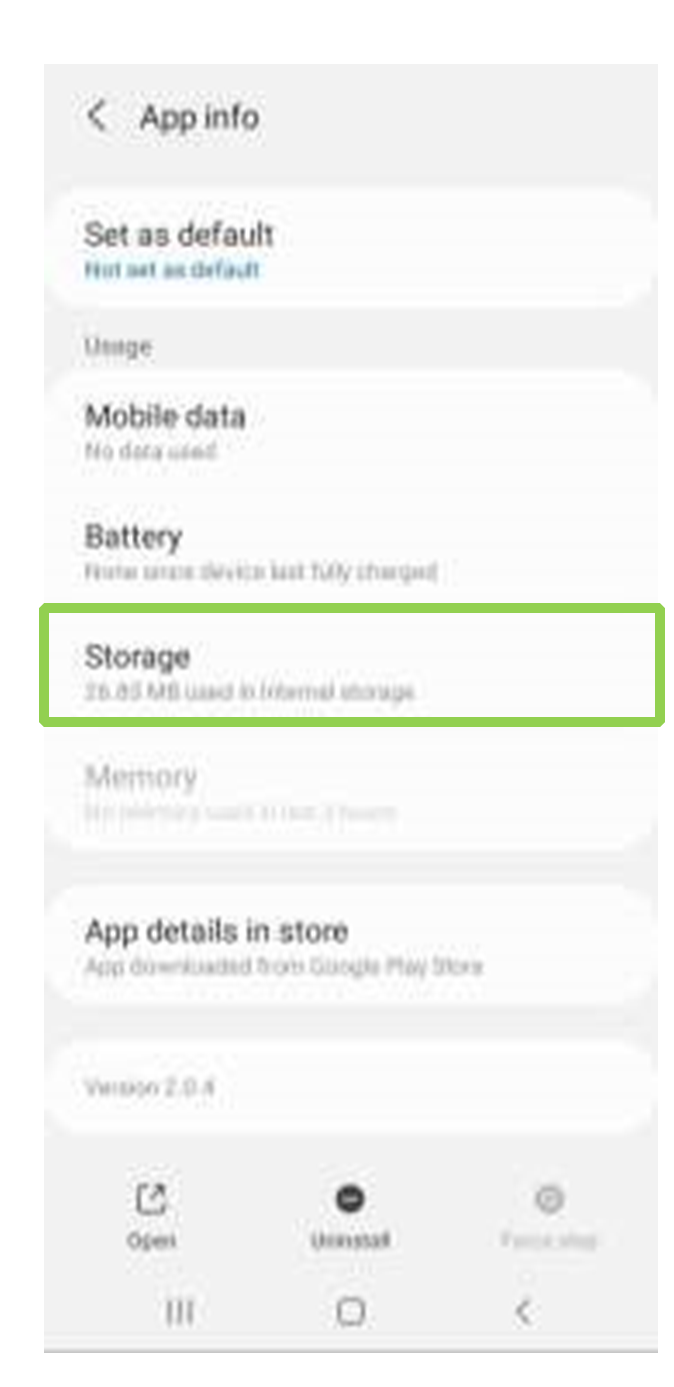 App info
Set as default
Not set as default
Usage
Mobile data
No data used
Battery
None since device last fully charged
Storage
MB used in Internal storage
Memory
No memory used in last 3 hours
App details in store
App downloaded from Google Play Store
Version 2.0.4
Open
Uninstall
Force stop